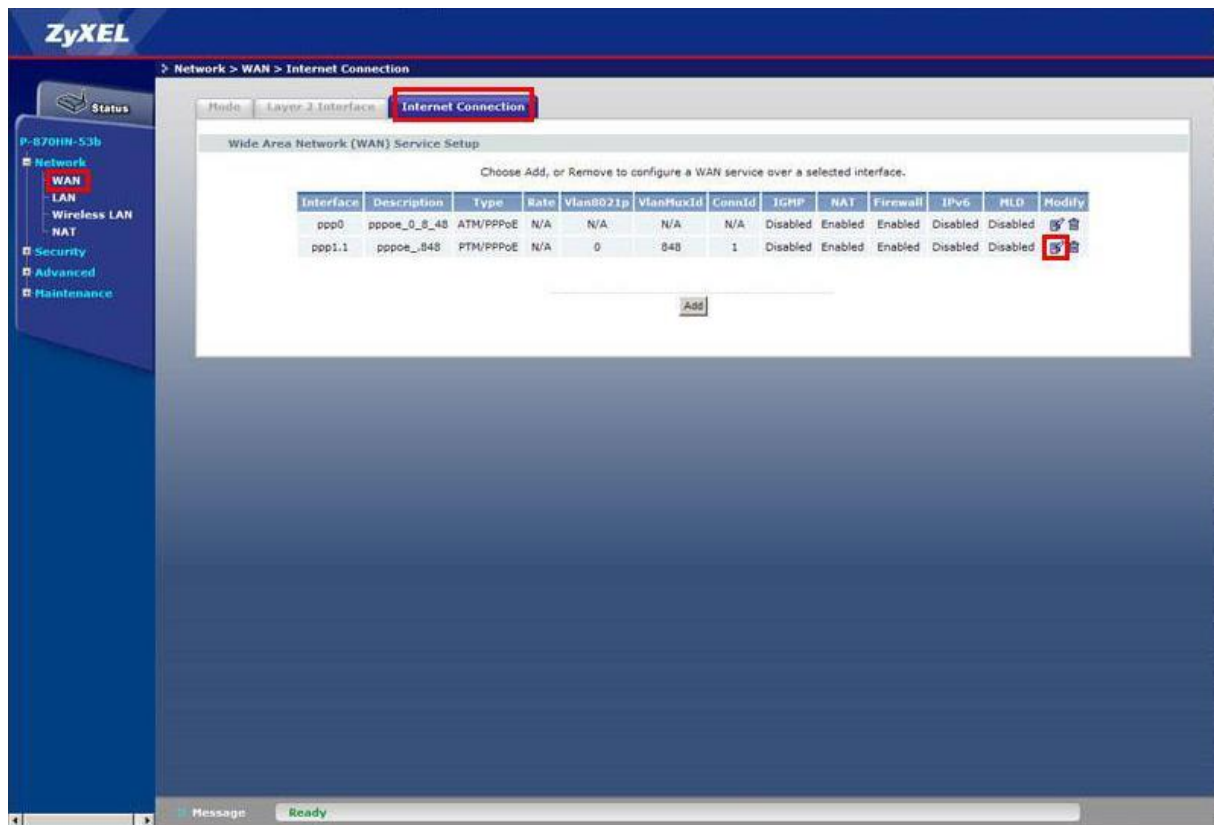 ZyXEL
> Network > WAN > Internet Connection
Status
P-870HN-53b
Network
WAN
LAN
Wireless LAN
NAT
Security
Advanced
Maintenance
Mode Layer 2 Interface Internet Connection
Wide Area Network (WAN) Service Setup
Choose Add, or Remove to configure a WAN service over a selected interface.
Interface Description Type Rate Vlan8021p VlanMuxId ConnId IGMP NAT Firewall IPv6 MLD Modify
ppp0 pppoe_0_8_48 ATM/PPPoE N/A N/A N/A N/A Disabled Enabled Enabled Disabled Disabled
ppp1.1 pppoe_.848 PTM/PPPoE N/A 0 848 1 Disabled Enabled Enabled Disabled Disabled
Add
Message Ready